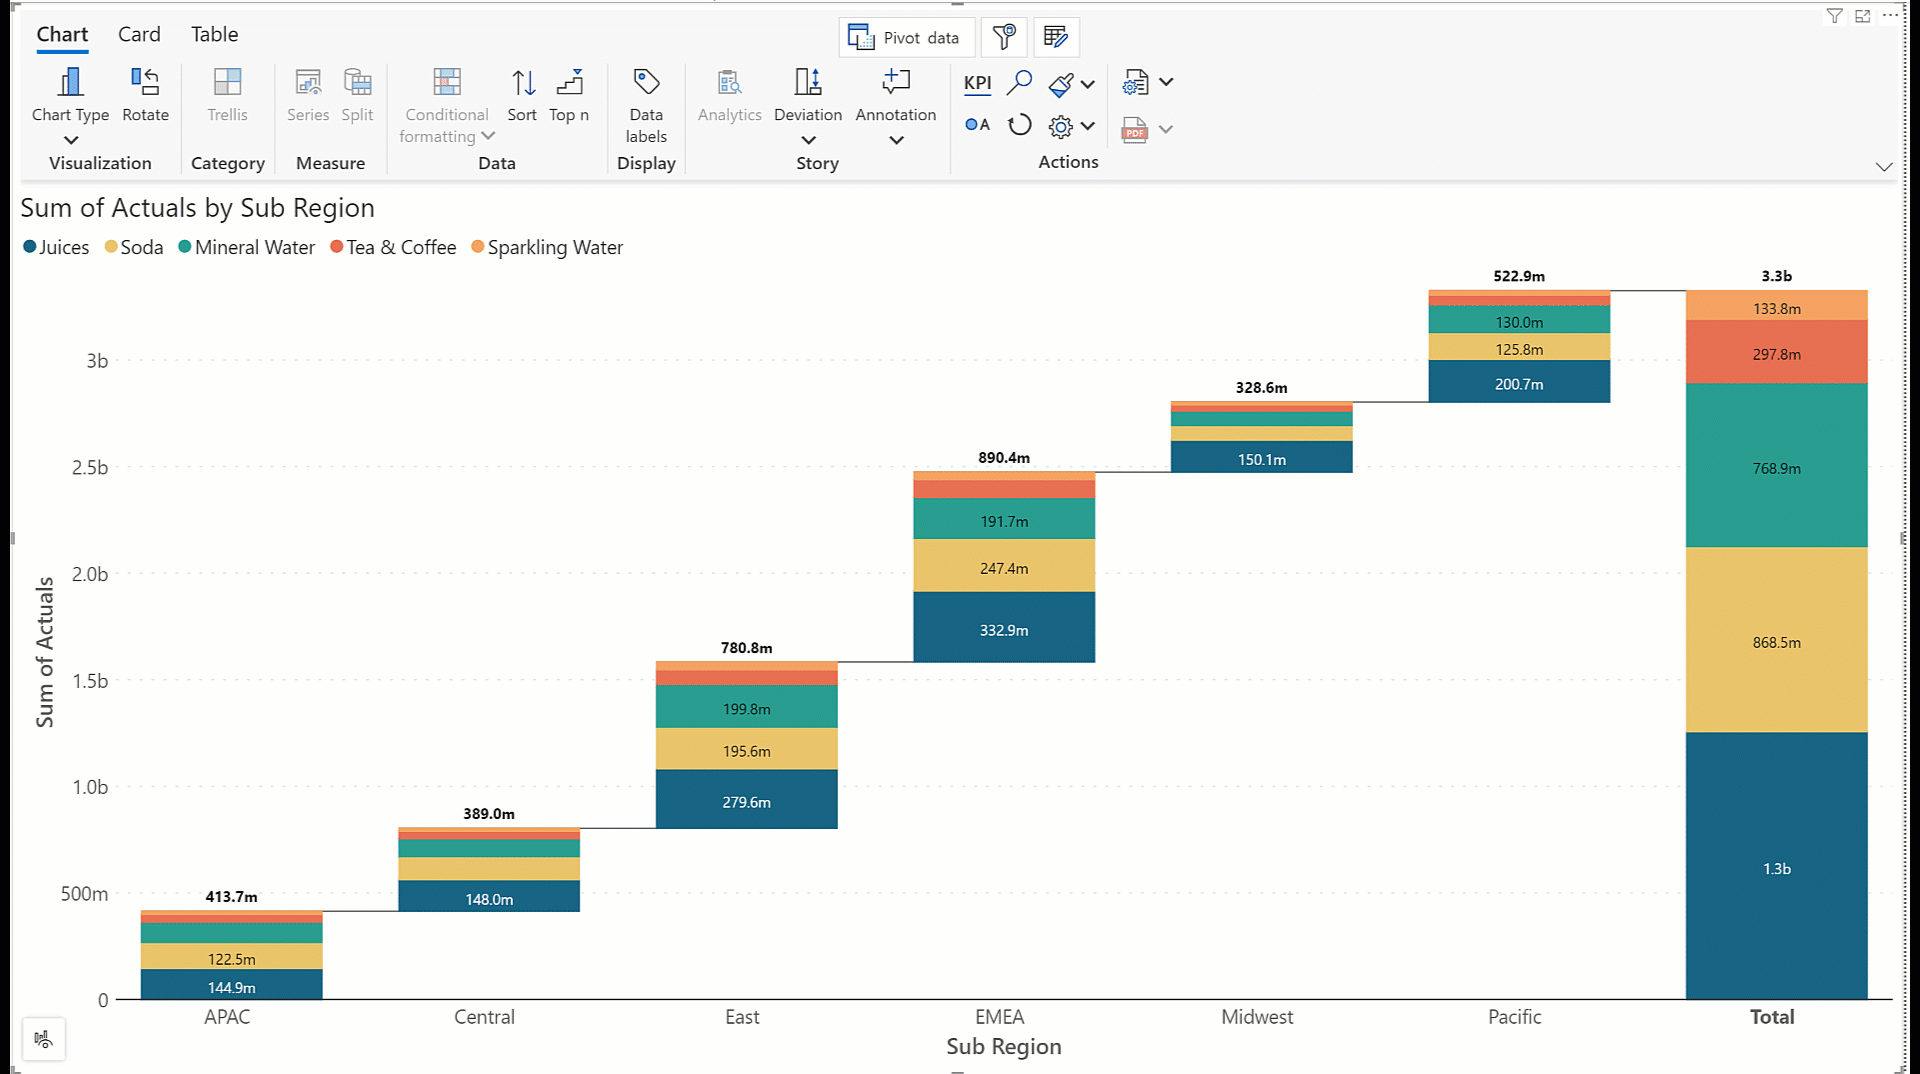 Chart Card Table
Pivot data
Chart Type Rotate Trellis Series Split Conditional formatting Sort Top n Data labels Analytics Deviation Annotation
KPI
A
PDF
Visualization Category Measure Data Display Story Actions
Sum of Actuals by Sub Region
Juices Soda Mineral Water Tea & Coffee Sparkling Water
522.9m 3.3b
133.8m
130.0m
125.8m
297.8m
3b
200.7m
328.6m
890.4m
150.1m
2.5b
768.9m
191.7m
247.4m
2.0b
332.9m
868.5m
780.8m
1.5b
199.8m
195.6m
1.0b
279.6m
389.0m
1.3b
500m
413.7m
148.0m
122.5m
144.9m
0
Sum of Actuals
APAC Central East EMEA Midwest Pacific Total
Sub Region